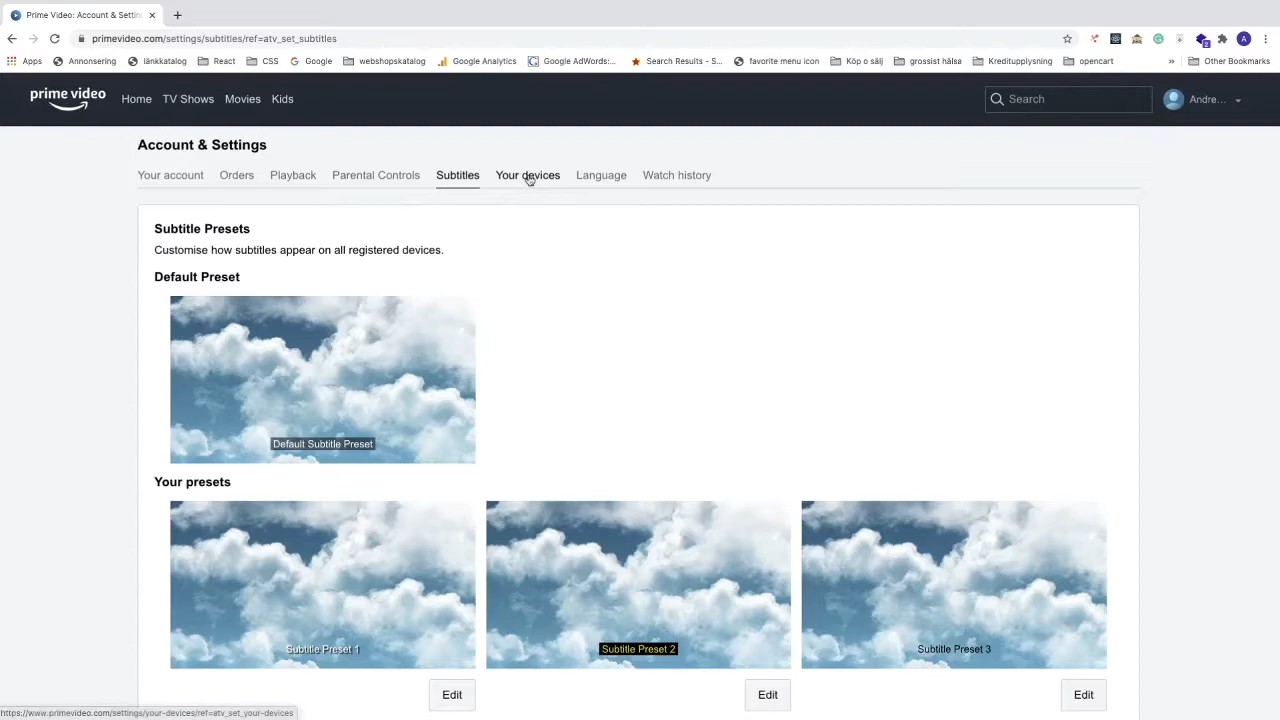 Prime Video: Account & Settin
primevideo.com/settings/subtitles/ref=atv_set_subtitles
A
Apps Annonsering länkkatalog React CSS Google webshopskatalog Google Analytics Google AdWords:... Search Results - S... favorite menu icon Köp o sälj grossist hälsa Kreditupplysning opencart » Other Bookmarks
prime video Home TV Shows Movies Kids Search Andre...
Account & Settings
Your account Orders Playback Parental Controls Subtitles Your devices Language Watch history
Subtitle Presets
Customise how subtitles appear on all registered devices.
Default Preset
Default Subtitle Preset
Your presets
Subtitle Preset 1 Subtitle Preset 2 Subtitle Preset 3
Edit Edit Edit
https://www.primevideo.com/settings/your-devices/ref=atv_set_your-devices